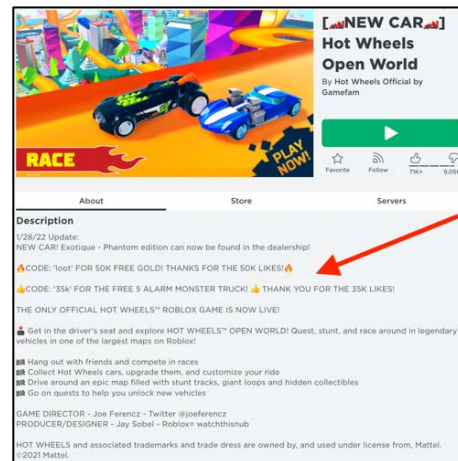 [🏎NEW CAR🏎]
Hot Wheels
Open World
By Hot Wheels Official by
Gamefam
RACE
PLAY
NOW!
Favorite
Follow
71K+
About
Store
Servers
Description
1/28/22 Update:
NEW CAR! Exotique - Phantom edition can now be found in the dealership!
🔥CODE: 'loot' FOR 50K FREE GOLD! THANKS FOR THE 50K LIKES!🔥
👍CODE: '35k' FOR THE FREE 5 ALARM MONSTER TRUCK! 👍 THANK YOU FOR THE 35K LIKES!
THE ONLY OFFICIAL HOT WHEELS™ ROBLOX GAME IS NOW LIVE!
Get in the driver's seat and explore HOT WHEELS™ OPEN WORLD! Quest, stunt, and race around in legendary
vehicles in one of the largest maps on Roblox!
🏁 Hang out with friends and compete in races
🏁 Collect Hot Wheels cars, upgrade them, and customize your ride
🏁 Drive around an epic map filled with stunt tracks, giant loops and hidden collectibles
🏁 Go on quests to help you unlock new vehicles
GAME DIRECTOR - Joe Ferencz - Twitter @joeferencz
PRODUCER/DESIGNER - Jay Sobel - Roblox= watchthisnub
HOT WHEELS and associated trademarks and trade dress are owned by, and used under license from, Mattel.
©2021 Mattel.